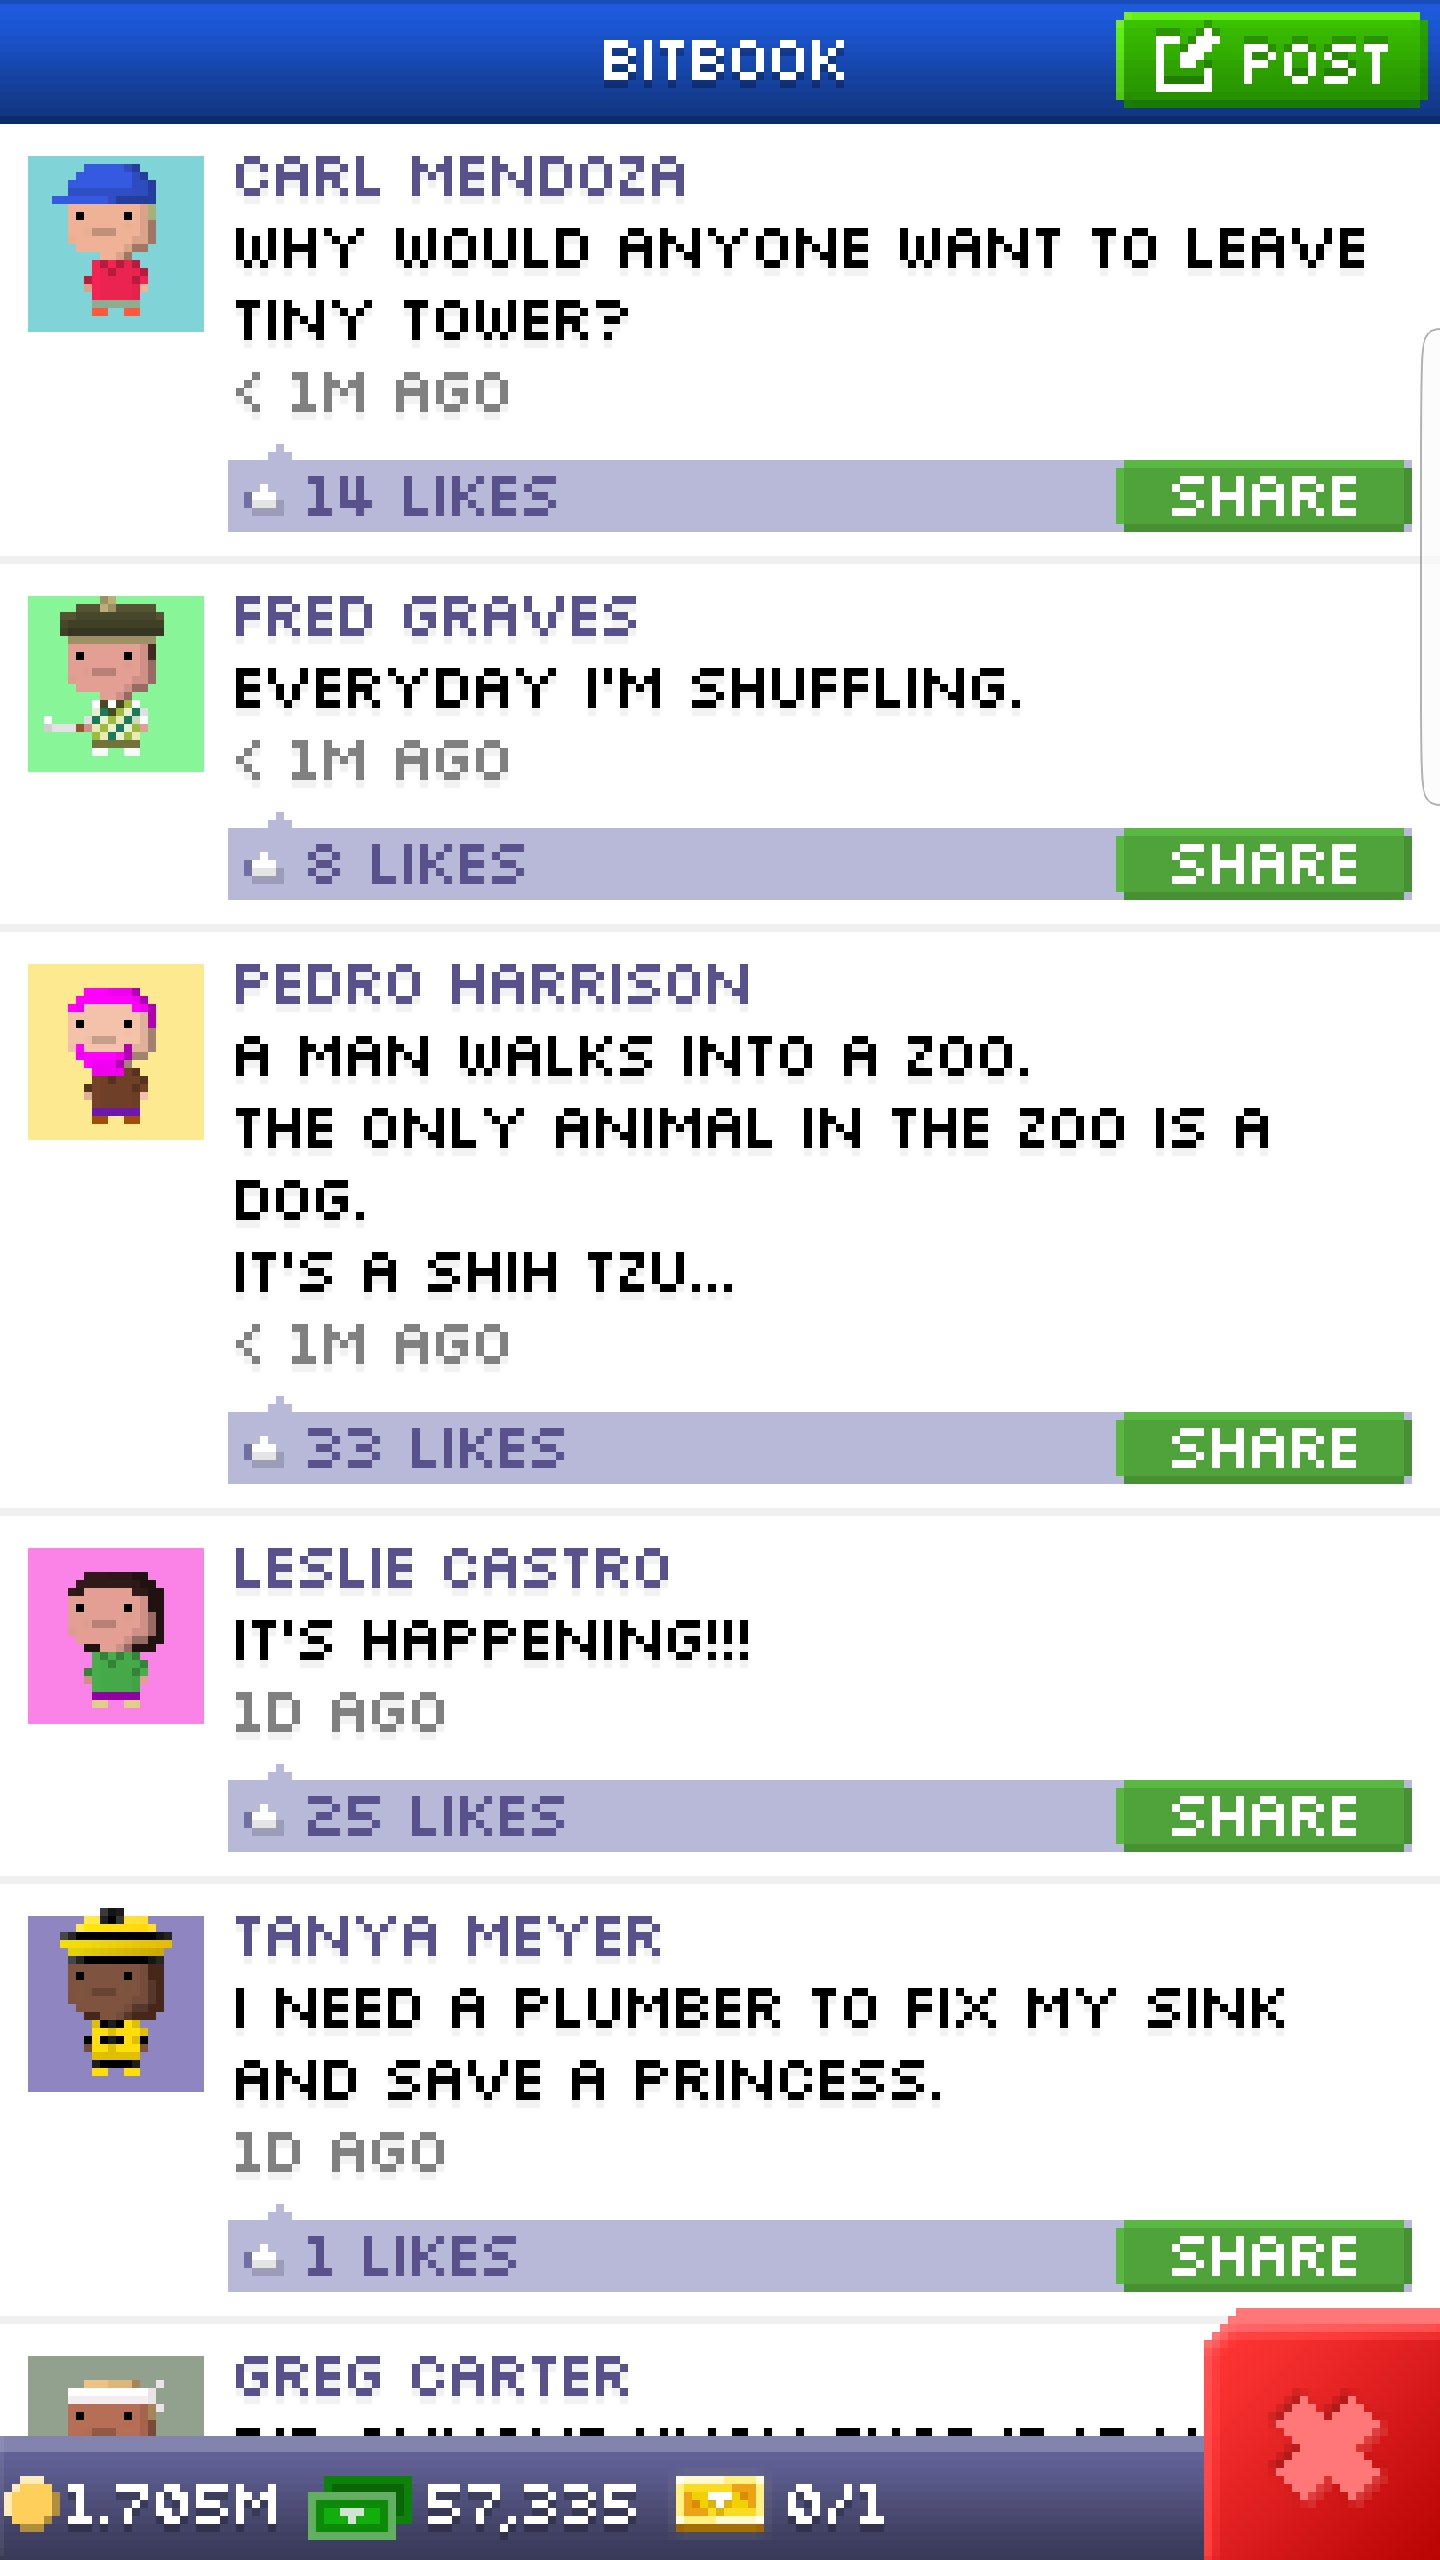 BITBOOK
POST
CARL MENDOZA
WHY WOULD ANYONE WANT TO LEAVE
TINY TOWER?
< 1M AGO
14 LIKES
SHARE
FRED GRAVES
EVERYDAY I'M SHUFFLING.
< 1M AGO
8 LIKES
SHARE
PEDRO HARRISON
A MAN WALKS INTO A ZOO.
THE ONLY ANIMAL IN THE ZOO IS A
DOG.
IT'S A SHIH TZU...
< 1M AGO
33 LIKES
SHARE
LESLIE CASTRO
IT'S HAPPENING!!!
1D AGO
25 LIKES
SHARE
TANYA MEYER
I NEED A PLUMBER TO FIX MY SINK
AND SAVE A PRINCESS.
1D AGO
1 LIKES
SHARE
GREG CARTER
1.705M 57,335 0/1